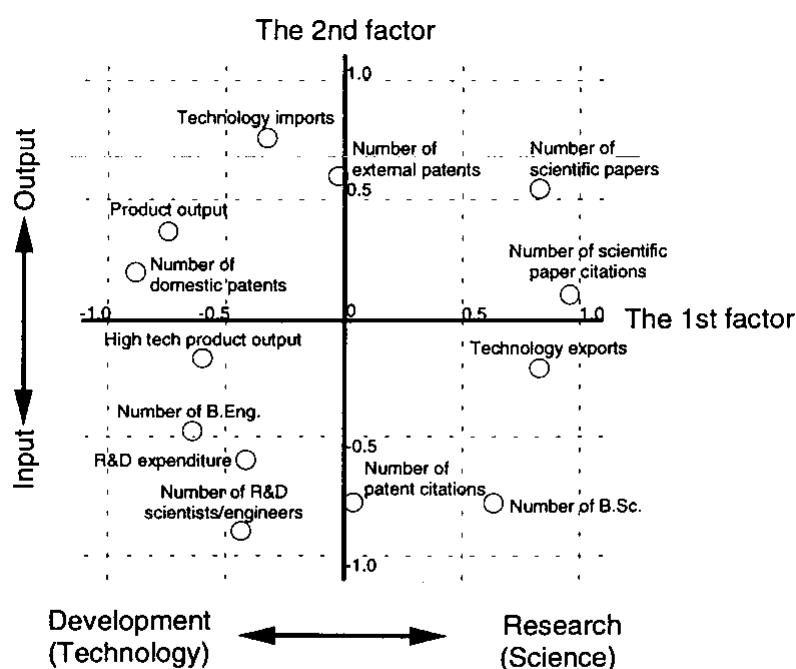 The 2nd factor
1.0
Technology imports
Number of
external patents
Number of
scientific papers
0.5
Output
Product output
Number of
domestic patents
Number of scientific
paper citations
-1.0
-0.5
0
0.5
1.0
The 1st factor
High tech product output
Technology exports
Number of B.Eng.
Input
-0.5
R&D expenditure
Number of
patent citations
Number of R&D
scientists/engineers
Number of B.Sc.
-1.0
Development
(Technology)
Research
(Science)